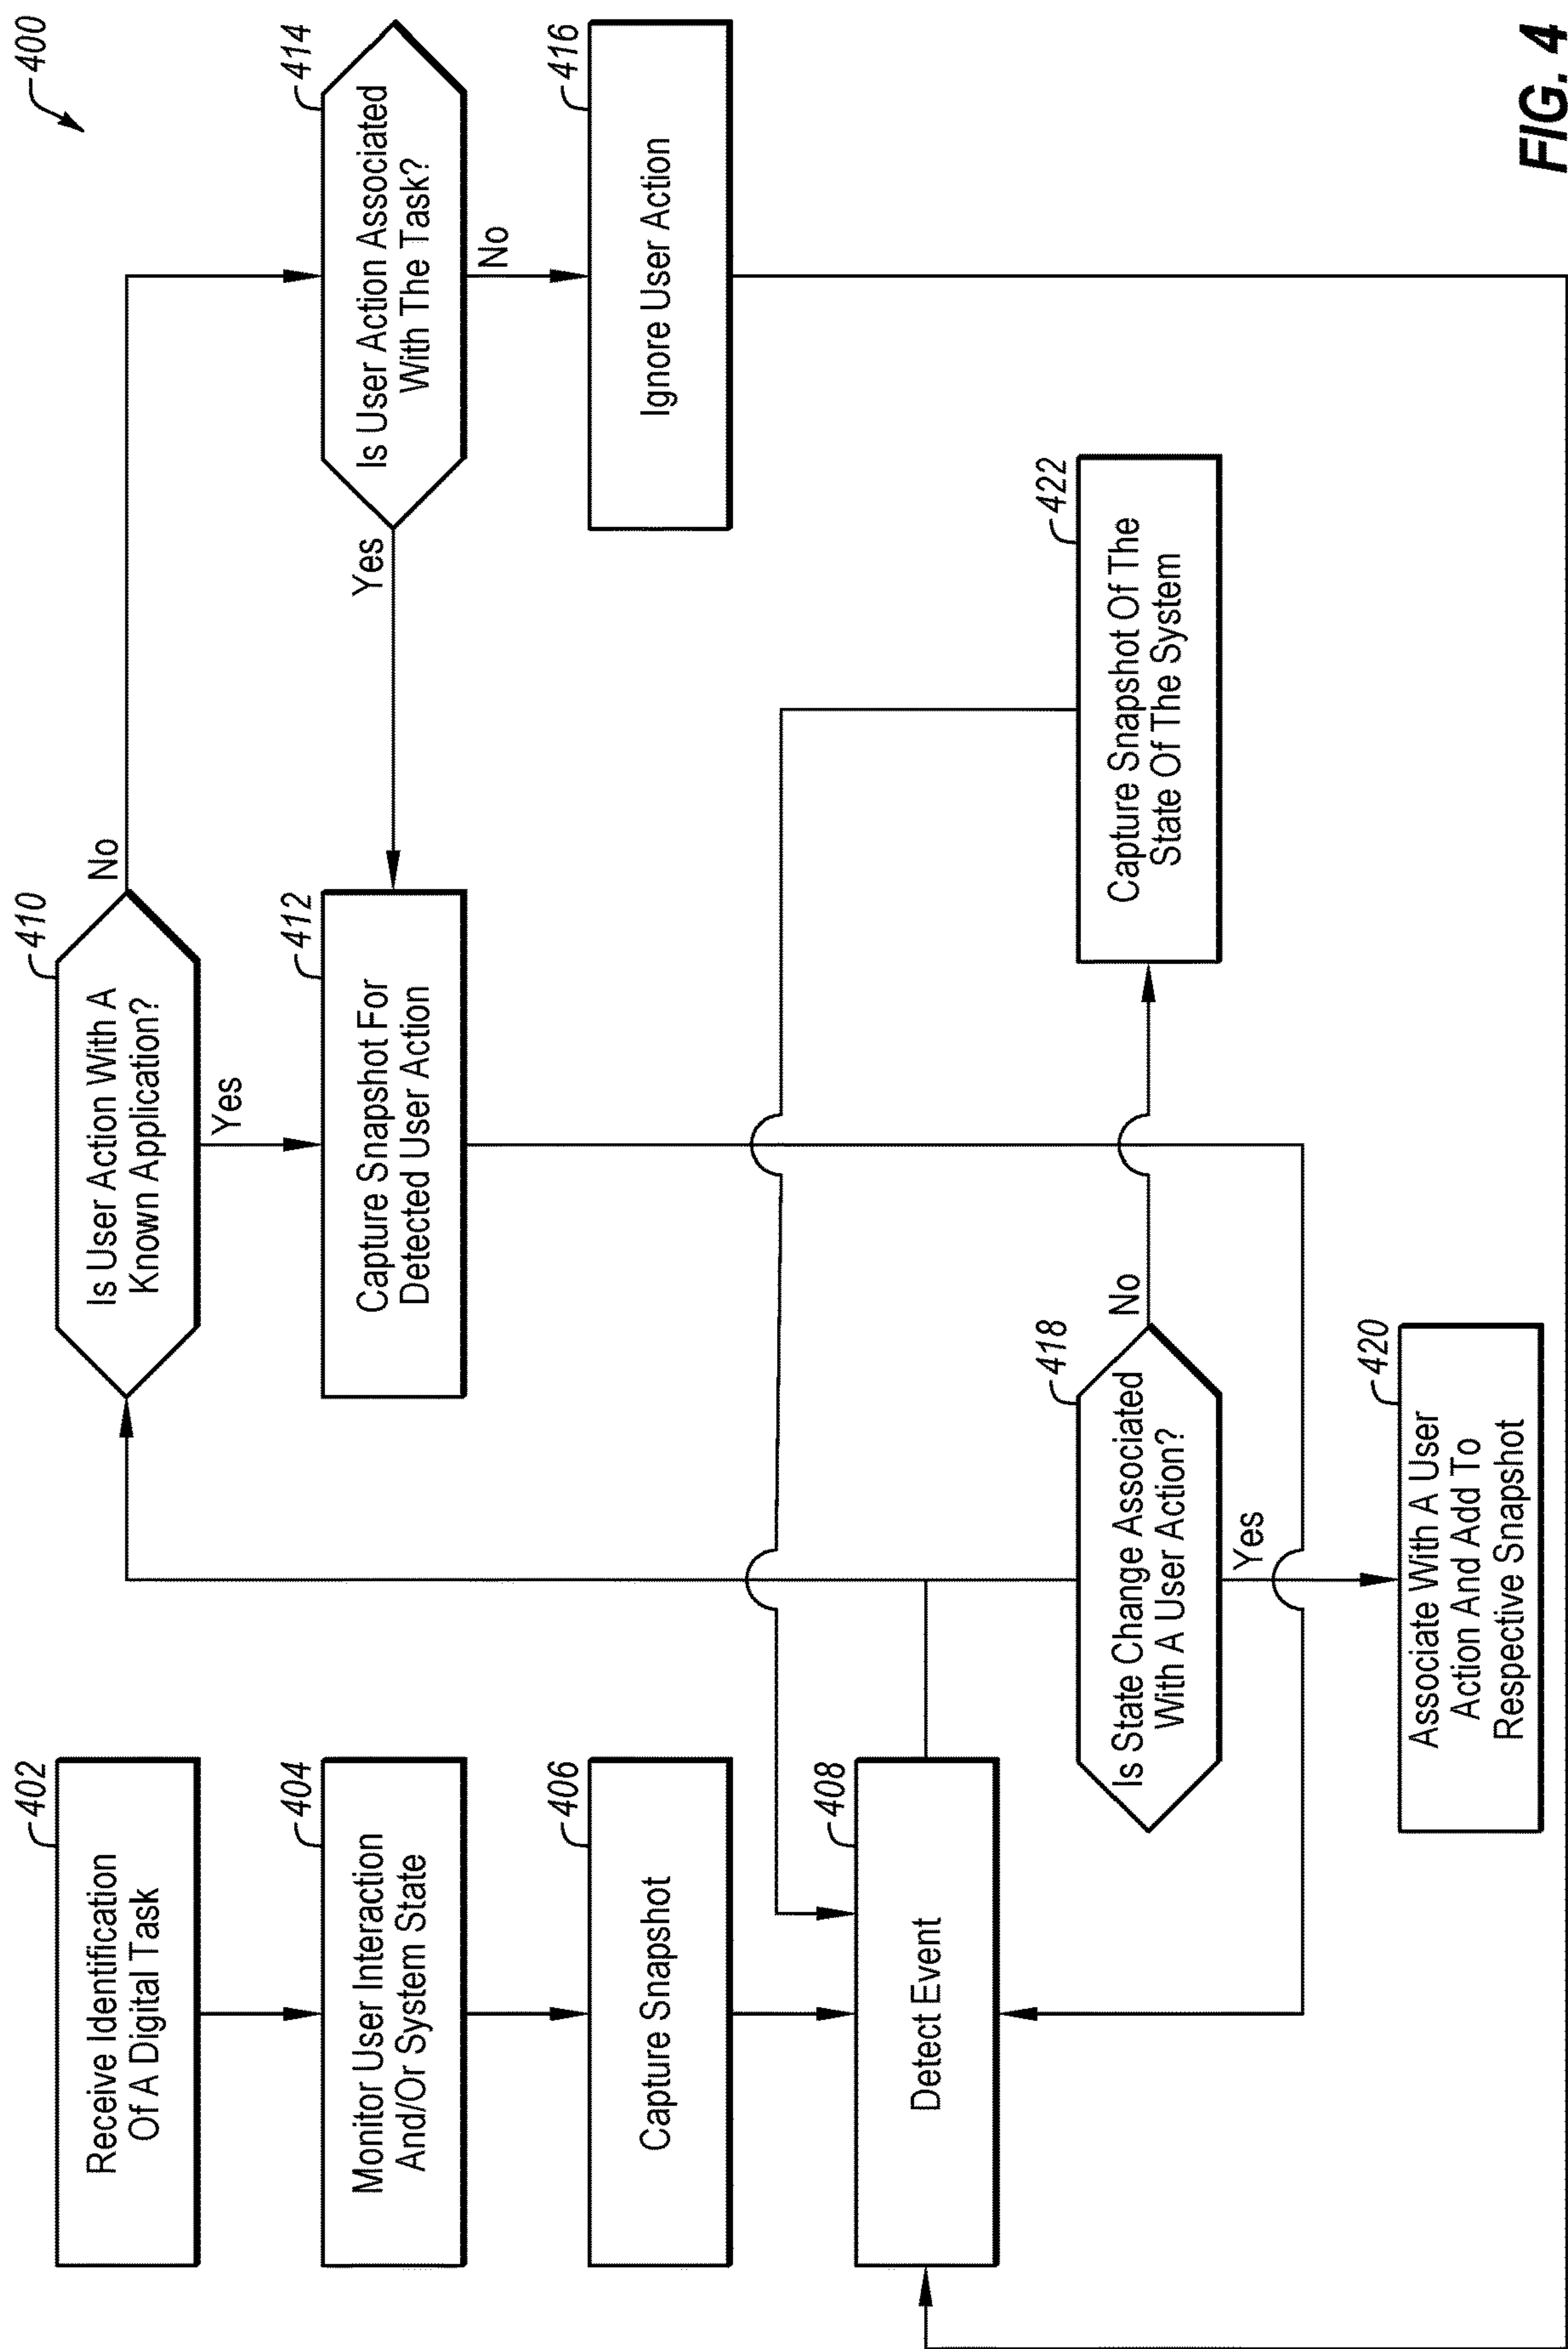 400
402
Receive Identification
Of A Digital Task
404
Monitor User Interaction
And/Or System State
406
Capture Snapshot
408
Detect Event
410
Is User Action With A
Known Application?
No
Yes
412
Capture Snapshot For
Detected User Action
414
Is User Action Associated
With The Task?
Yes
No
416
Ignore User Action
418
Is State Change Associated
With A User Action?
No
Yes
420
Associate With A User
Action And Add To
Respective Snapshot
422
Capture Snapshot Of The
State Of The System
FIG. 4